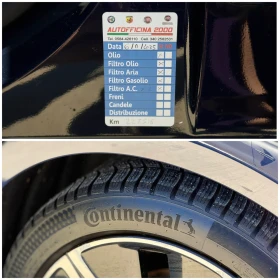 AUTOFFICINA 2000
Data
Olio
Filtro Olio
Filtro Aria
Filtro Gasolio
Filtro A.C.
Freni
Candele
Distribuzione
Km
Continental